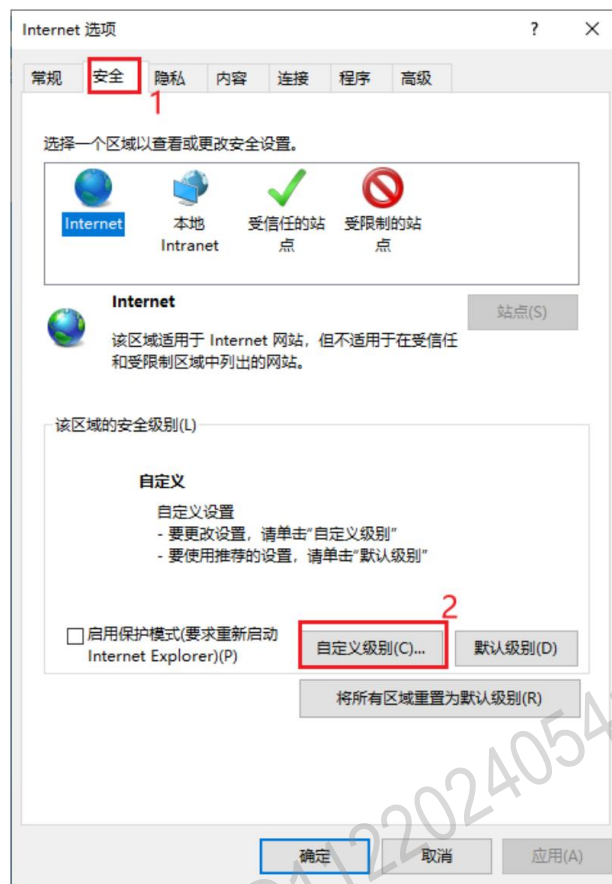 Internet 选项
?
常规 安全 隐私 内容 连接 程序 高级
1
选择一个区域以查看或更改安全设置。
Internet
本地
Intranet
受信任的站
点
受限制的站
点
Internet
站点(S)
该区域适用于 Internet 网站，但不适用于在受信任
和受限制区域中列出的网站。
该区域的安全级别(L)
自定义
自定义设置
- 要更改设置，请单击“自定义级别”
- 要使用推荐的设置，请单击“默认级别”
2
启用保护模式(要求重新启动
Internet Explorer)(P)
自定义级别(C)...
默认级别(D)
将所有区域重置为默认级别(R)
确定 取消 应用(A)